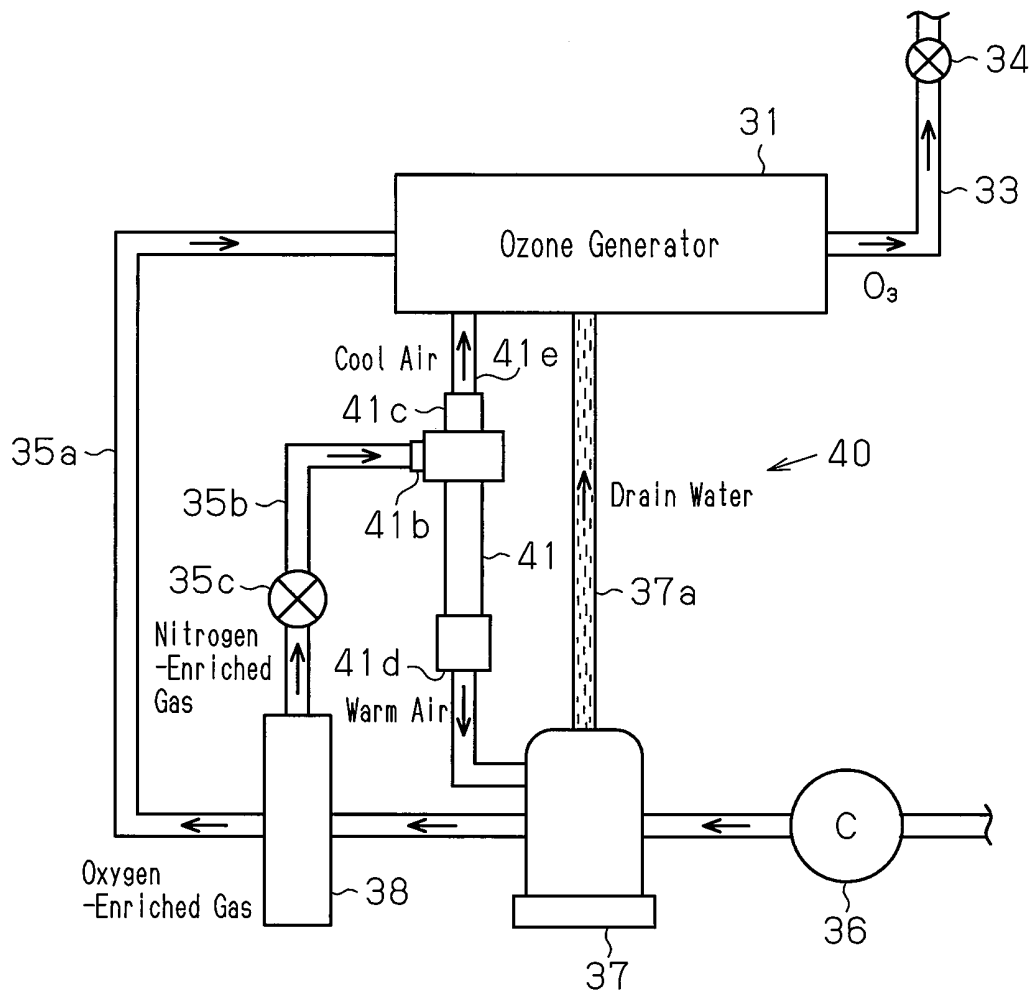 34
31
33
Ozone Generator
O₃
Cool Air
41e
41c
35a
40
35b
41b
Drain Water
41
35c
37a
Nitrogen
-Enriched
Gas
41d
Warm Air
C
Oxygen
-Enriched Gas
38
36
37